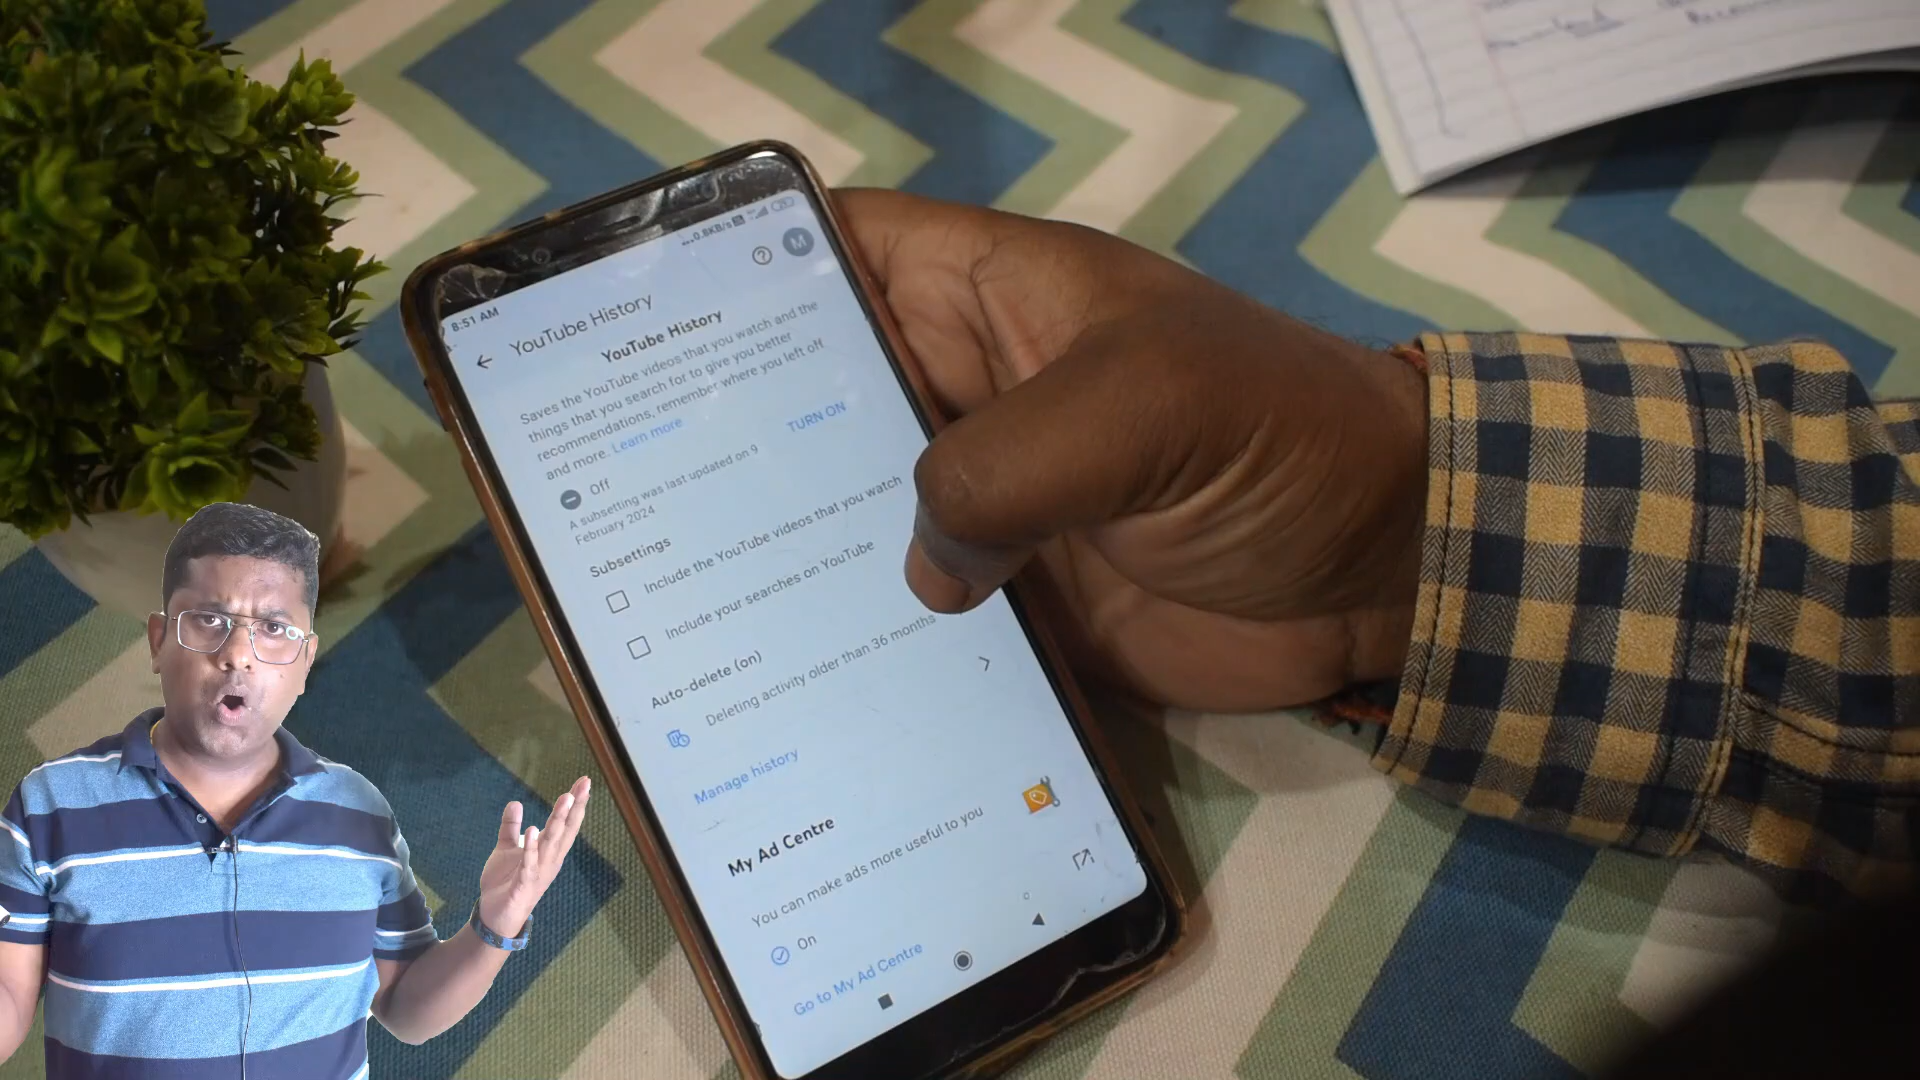 8:51 AM
...0.8KB/s
M
YouTube History
YouTube History
Saves the YouTube videos that you watch and the
things that you search for to give you better
recommendations, remember where you left off
and more. Learn more
Off
TURN ON
A subsetting was last updated on 9
February 2024
Subsettings
Include the YouTube videos that you watch
Include your searches on YouTube
Auto-delete (on)
Deleting activity older than 36 months
Manage history
My Ad Centre
You can make ads more useful to you
On
Go to My Ad Centre